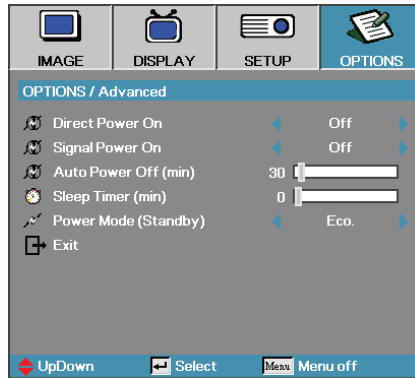 IMAGE DISPLAY SETUP OPTIONS
OPTIONS / Advanced
Direct Power On Off
Signal Power On Off
Auto Power Off (min) 30
Sleep Timer (min) 0
Power Mode (Standby) Eco.
Exit
UpDown Select Menu Menu off